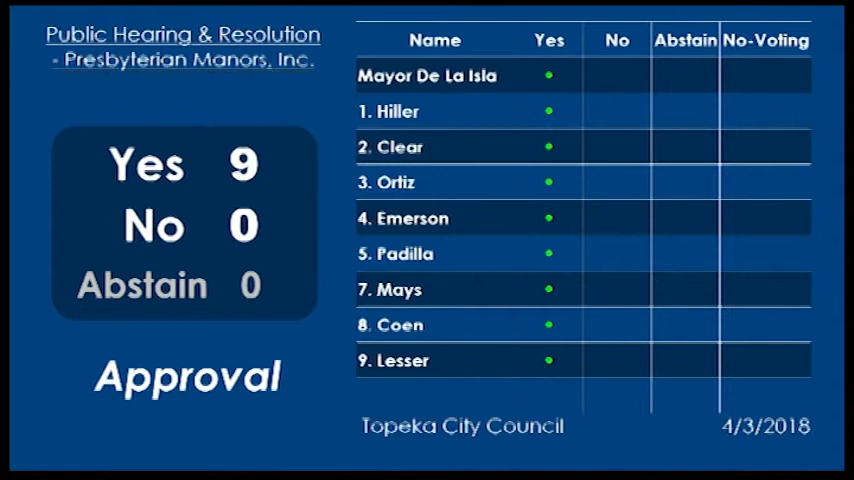 Public Hearing & Resolution
- Presbyterian Manors, Inc.
Yes 9
No 0
Abstain 0
Approval
Name Yes No Abstain No-Voting
Mayor De La Isla
1. Hiller
2. Clear
3. Ortiz
4. Emerson
5. Padilla
7. Mays
8. Coen
9. Lesser
Topeka City Council 4/3/2018